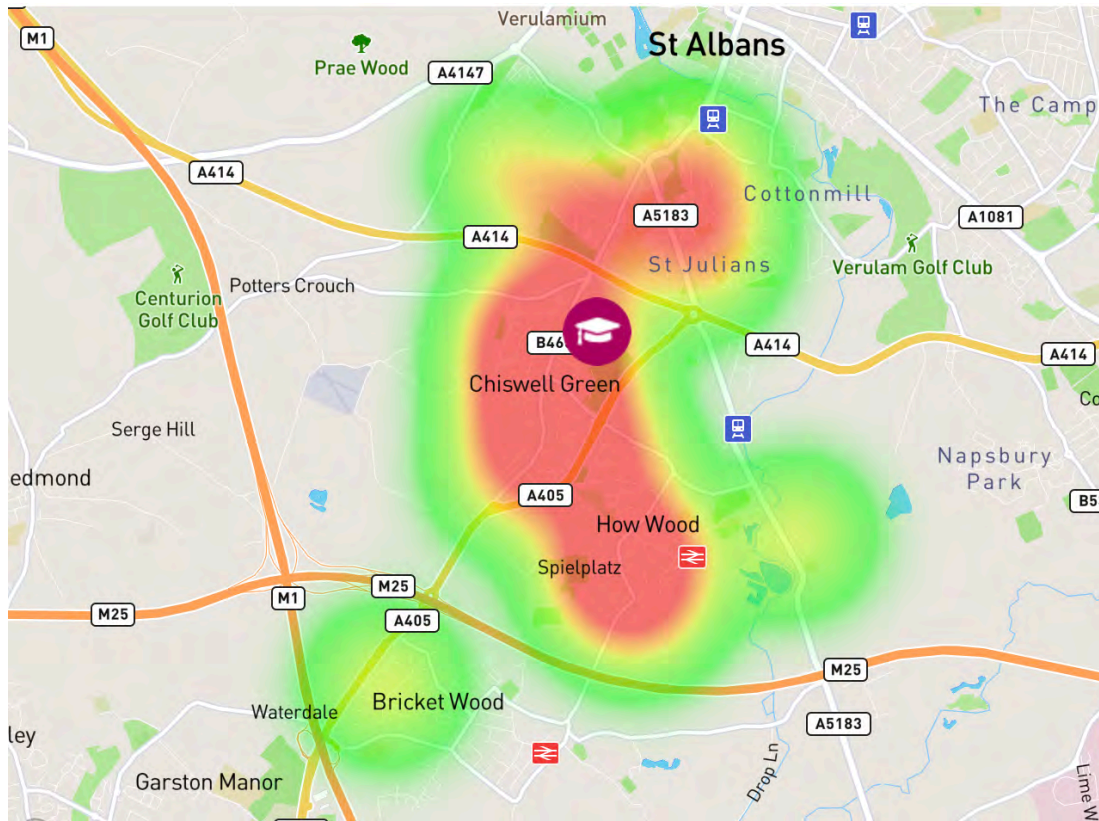 Verulamium
M1
St Albans
Prae Wood
A4147
The Camp
A414
Cottonmill
A5183
A1081
A414
St Julians
Verulam Golf Club
Potters Crouch
Centurion
Golf Club
B46
A414
A414
Chiswell Green
Co
Serge Hill
Napsbury
Park
edmond
A405
B5
How Wood
Spielplatz
M25
M1
M25
A405
M25
Bricket Wood
Waterdale
A5183
ley
Garston Manor
Drop Ln
Lime W